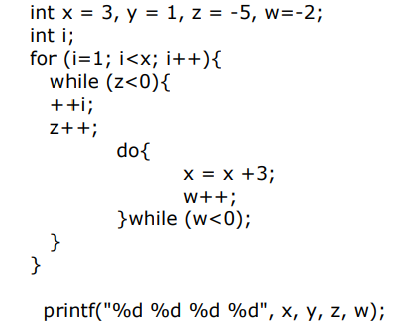 int x = 3, y = 1, z = -5, w=-2;
int i;
for (i=1; i<x; i++){
while (z<0){
++i;
z++;
do{
x = x +3;
w++;
}while (w<0);
}
}
printf("%d %d %d %d", x, y, z, w);